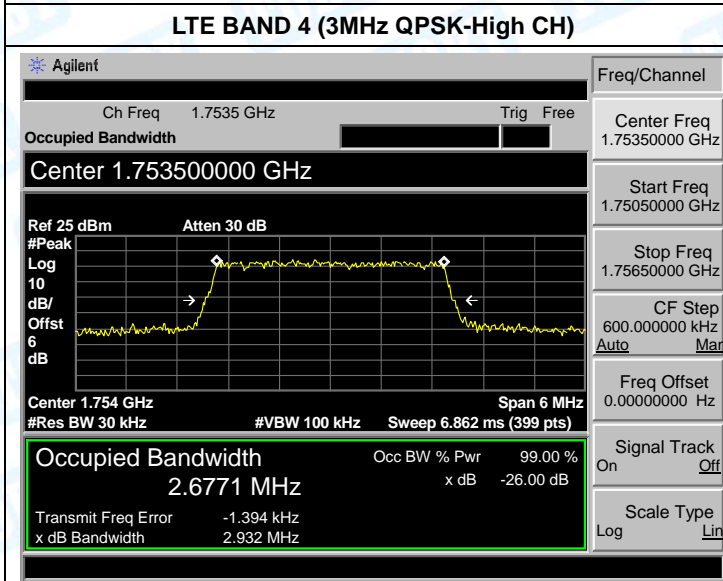 LTE BAND 4 (3MHz QPSK-High CH)
Agilent
Freq/Channel
Ch Freq 1.7535 GHz Trig Free
Occupied Bandwidth
Center 1.753500000 GHz
Ref 25 dBm Atten 30 dB
#Peak
Log
10
dB/
Offst
6
dB
Center 1.754 GHz Span 6 MHz
#Res BW 30 kHz #VBW 100 kHz Sweep 6.862 ms (399 pts)
Occupied Bandwidth Occ BW % Pwr 99.00 %
2.6771 MHz x dB -26.00 dB
Transmit Freq Error -1.394 kHz
x dB Bandwidth 2.932 MHz
Center Freq
1.75350000 GHz
Start Freq
1.75050000 GHz
Stop Freq
1.75650000 GHz
CF Step
600.000000 kHz
Auto Man
Freq Offset
0.00000000 Hz
Signal Track
On Off
Scale Type
Log Lin